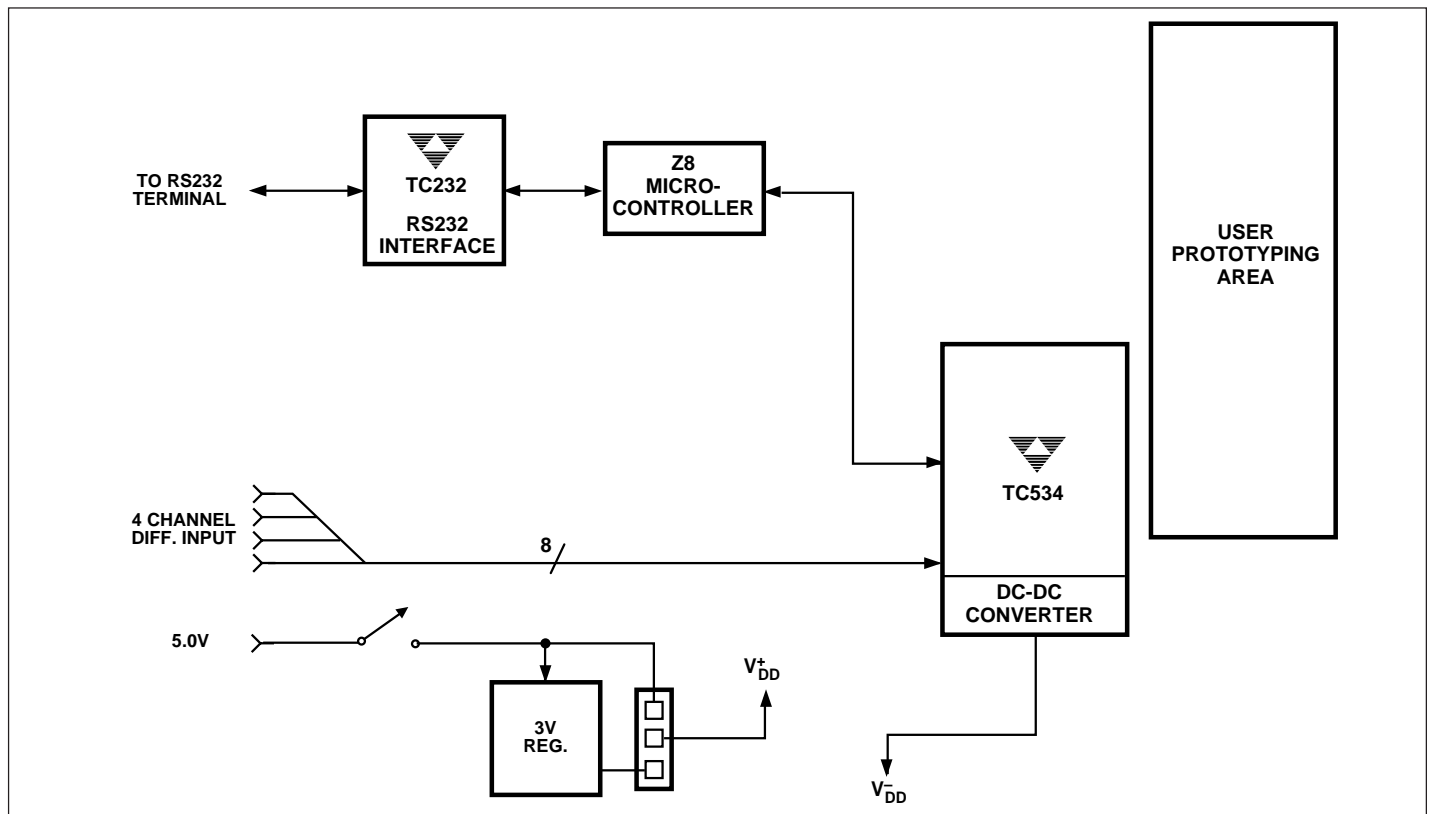 TO RS232
TERMINAL
TC232
RS232
INTERFACE
Z8
MICRO-
CONTROLLER
USER
PROTOTYPING
AREA
TC534
4 CHANNEL
DIFF. INPUT
8
DC-DC
CONVERTER
5.0V
3V
REG.
V+DD
V–DD